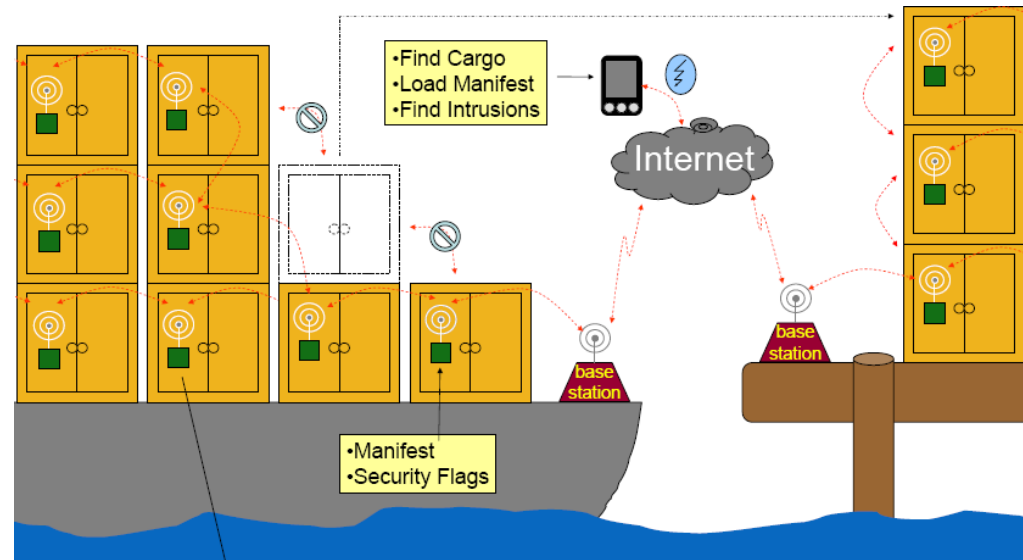 •Find Cargo
•Load Manifest
•Find Intrusions
Internet
base
station
base
station
•Manifest
•Security Flags